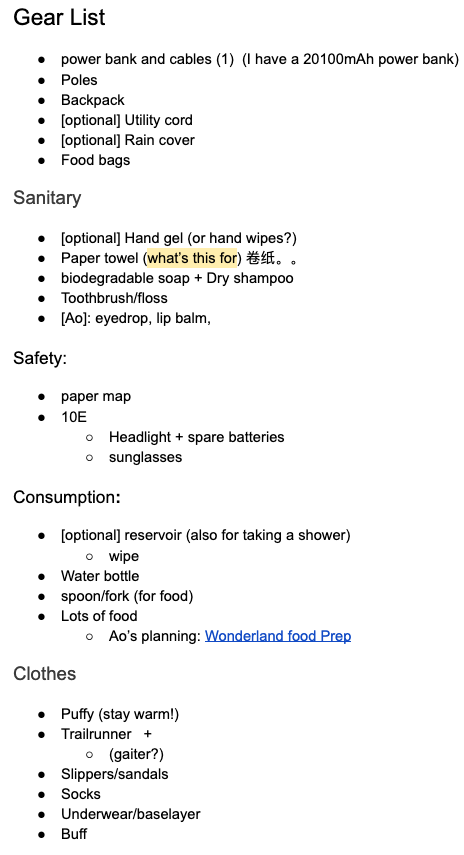 Gear List
● power bank and cables (1)  (I have a 20100mAh power bank)
● Poles
● Backpack
● [optional] Utility cord
● [optional] Rain cover
● Food bags
Sanitary
● [optional] Hand gel (or hand wipes?)
● Paper towel (what's this for) 卷纸。。
● biodegradable soap + Dry shampoo
● Toothbrush/floss
● [Ao]: eyedrop, lip balm,
Safety:
● paper map
● 10E
○ Headlight + spare batteries
○ sunglasses
Consumption:
● [optional] reservoir (also for taking a shower)
○ wipe
● Water bottle
● spoon/fork (for food)
● Lots of food
○ Ao's planning: Wonderland food Prep
Clothes
● Puffy (stay warm!)
● Trailrunner  +
○ (gaiter?)
● Slippers/sandals
● Socks
● Underwear/baselayer
● Buff